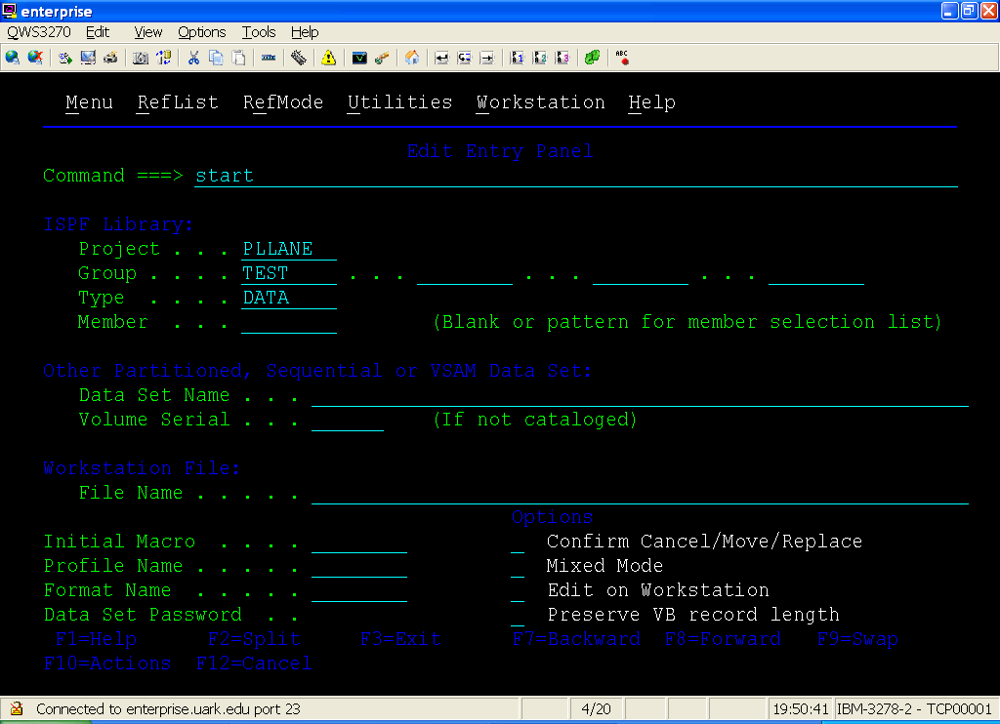 enterprise
QWS3270 Edit View Options Tools Help
Menu RefList RefMode Utilities Workstation Help
Edit Entry Panel
Command ===> start
ISPF Library:
Project . . . PLLANE
Group . . . . TEST . . . . . . . . .
Type . . . . DATA
Member . . . (Blank or pattern for member selection list)
Other Partitioned, Sequential or VSAM Data Set:
Data Set Name . . .
Volume Serial . . . (If not cataloged)
Workstation File:
File Name . . . . .
Options
Initial Macro . . . . Confirm Cancel/Move/Replace
Profile Name . . . . . Mixed Mode
Format Name . . . . . Edit on Workstation
Data Set Password . . Preserve VB record length
F1=Help F2=Split F3=Exit F7=Backward F8=Forward F9=Swap
F10=Actions F12=Cancel
Connected to enterprise.uark.edu port 23 4/20 19:50:41 IBM-3278-2 - TCP00001